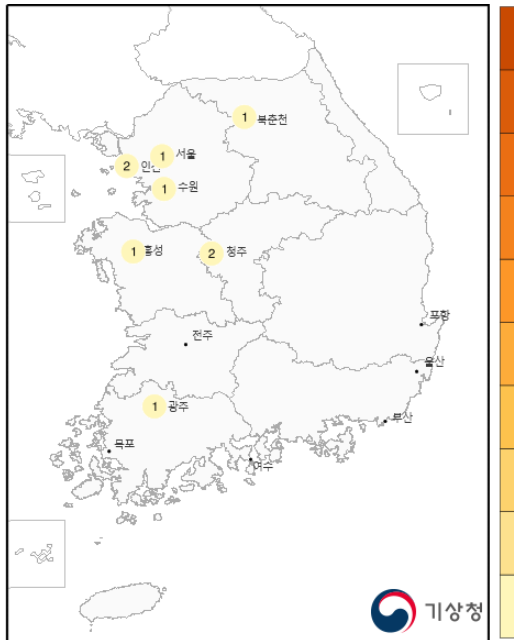 1 북춘천
1 서울
2 인천
1 수원
1 홍성
2 청주
포항
전주
울산
1 광주
부산
목포
여수
기상청